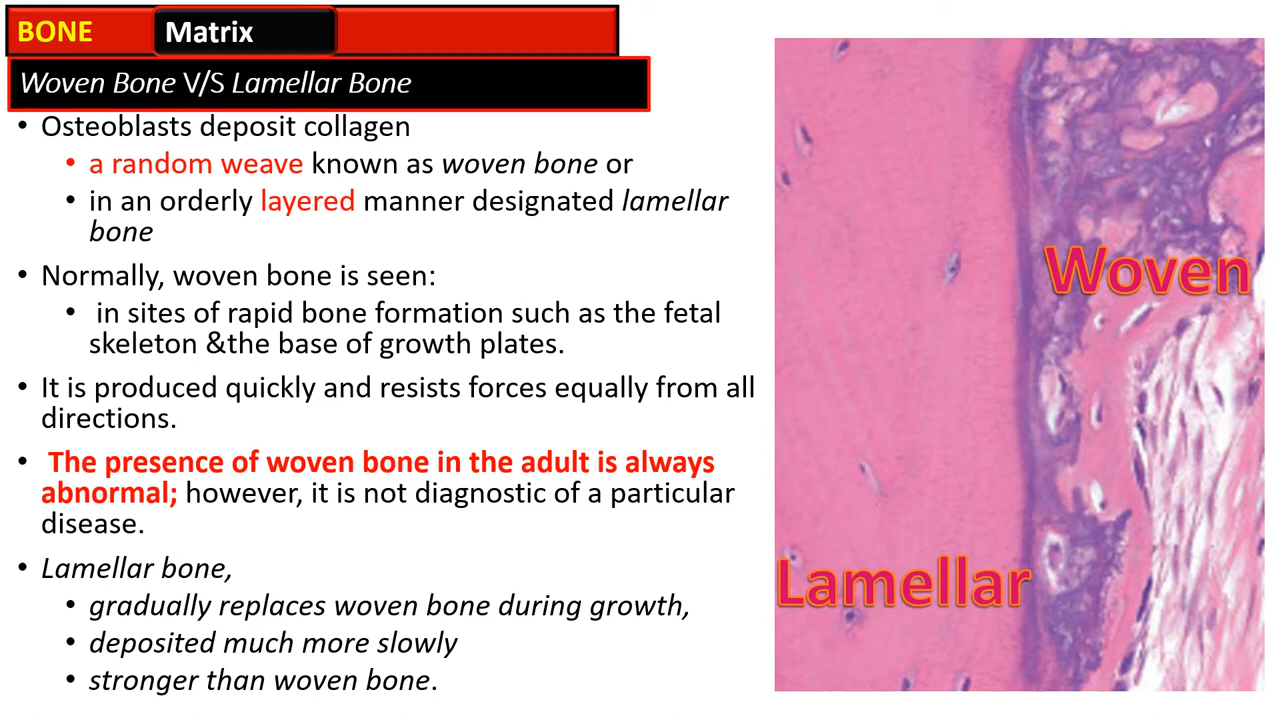 BONE
Matrix
Woven Bone V/S Lamellar Bone
• Osteoblasts deposit collagen
• a random weave known as woven bone or
• in an orderly layered manner designated lamellar
bone
• Normally, woven bone is seen:
• in sites of rapid bone formation such as the fetal
skeleton &the base of growth plates.
• It is produced quickly and resists forces equally from all
directions.
• The presence of woven bone in the adult is always
abnormal; however, it is not diagnostic of a particular
disease.
• Lamellar bone,
• gradually replaces woven bone during growth,
• deposited much more slowly
• stronger than woven bone.
Woven
Lamellar